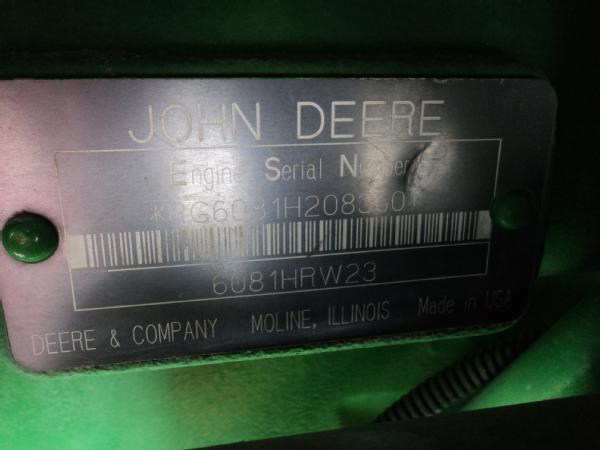 JOHN DEERE
Engine Serial Number
6081HRW23
DEERE & COMPANY MOLINE, ILLINOIS Made in USA